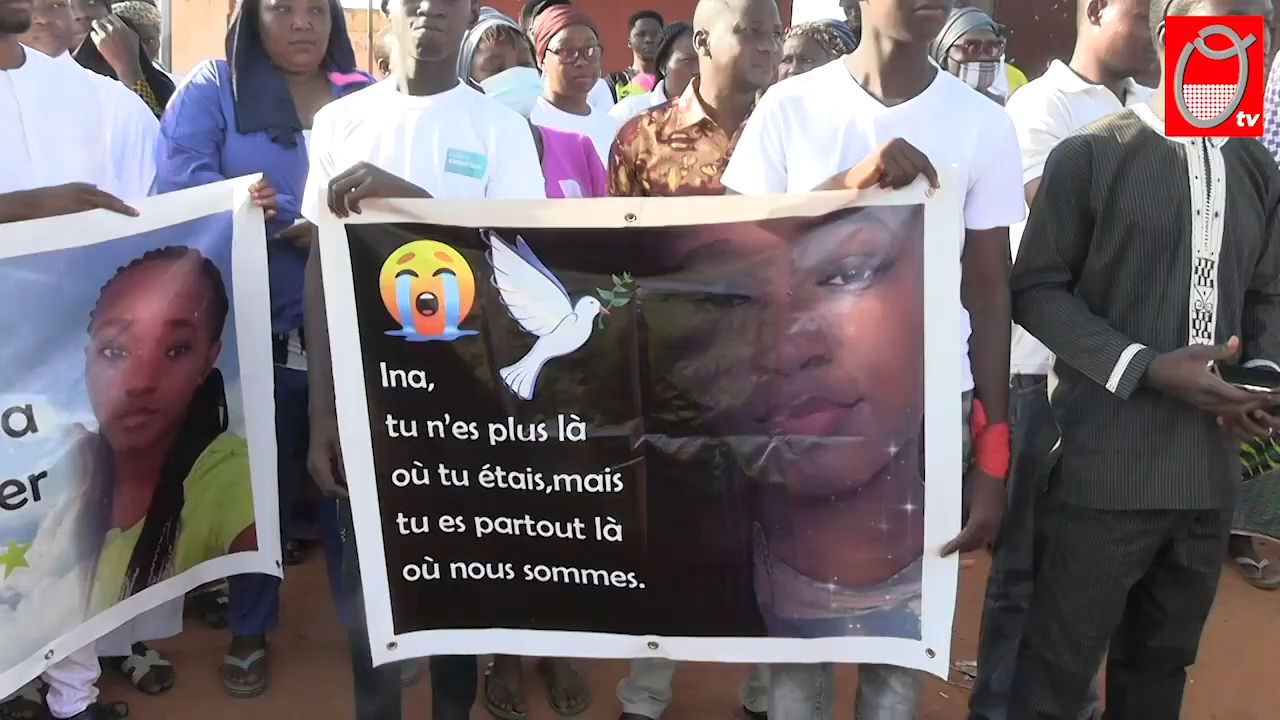 tv
a
er
Ina,
tu n'es plus là
où tu étais,mais
tu es partout là
où nous sommes.